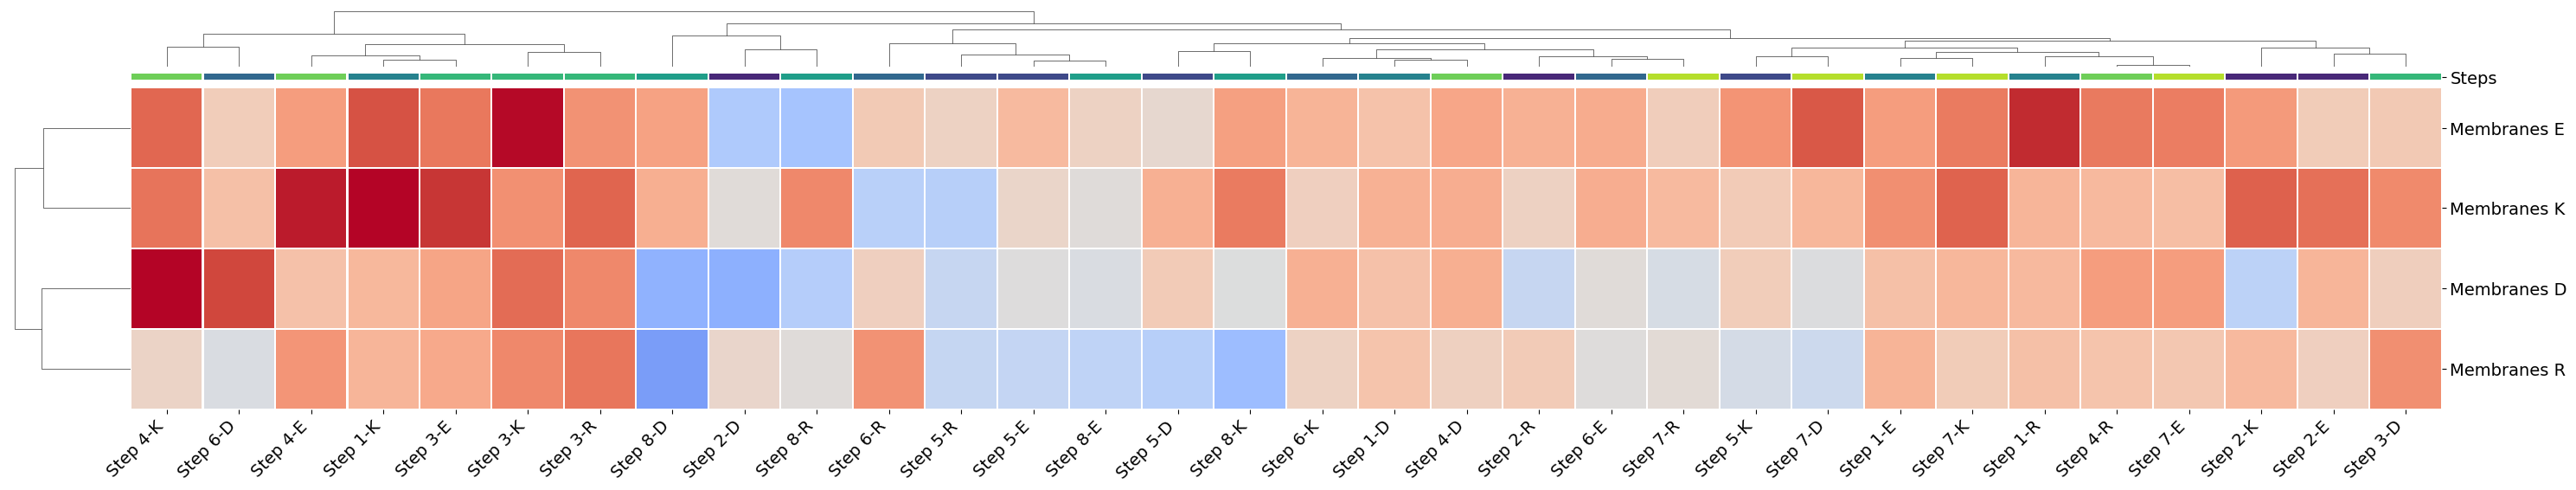 Steps
Membranes E
Membranes K
Membranes D
Membranes R
Step 4-K
Step 6-D
Step 4-E
Step 1-K
Step 3-E
Step 3-K
Step 3-R
Step 8-D
Step 2-D
Step 8-R
Step 6-R
Step 5-R
Step 5-E
Step 8-E
Step 5-D
Step 8-K
Step 6-K
Step 1-D
Step 4-D
Step 2-R
Step 6-E
Step 7-R
Step 5-K
Step 7-D
Step 1-E
Step 7-K
Step 1-R
Step 4-R
Step 7-E
Step 2-K
Step 2-E
Step 3-D